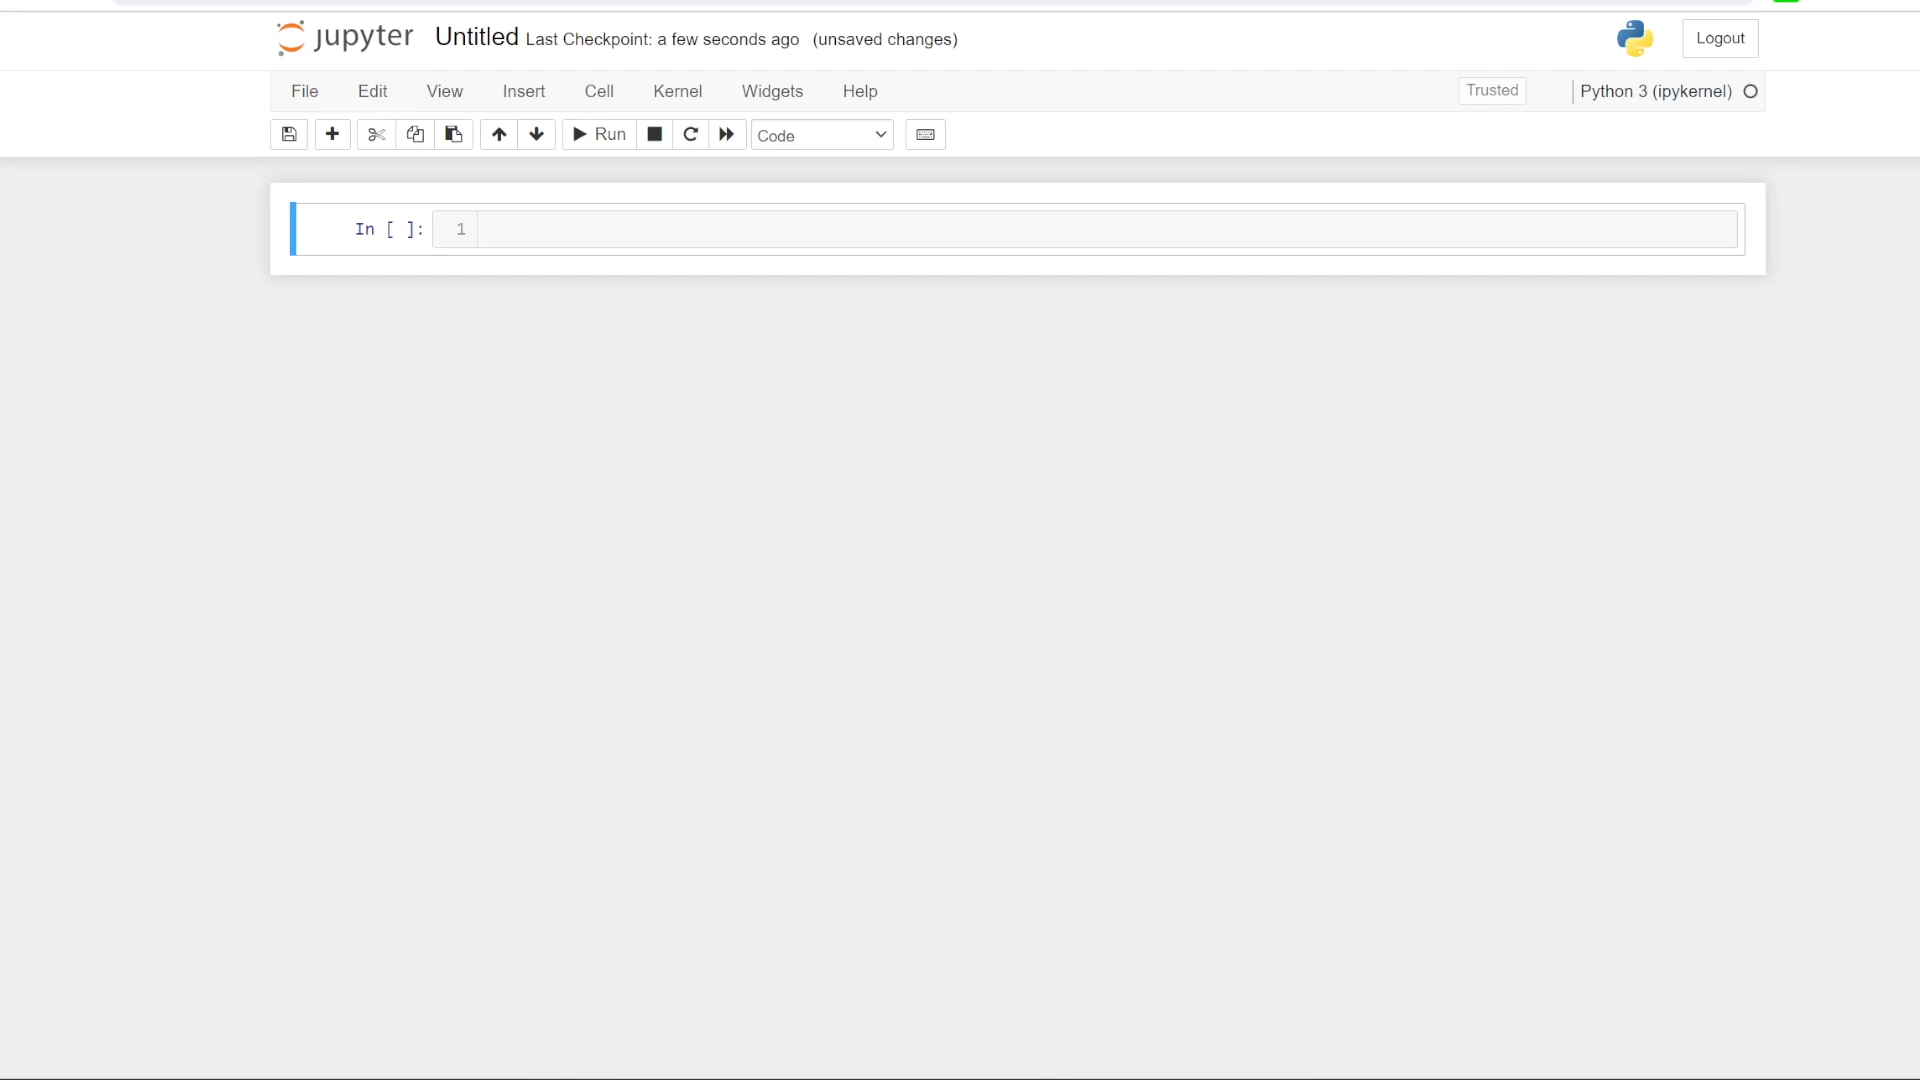 jupyter Untitled Last Checkpoint: a few seconds ago (unsaved changes) Logout
File Edit View Insert Cell Kernel Widgets Help Trusted Python 3 (ipykernel)
Run Code
In [ ]: 1